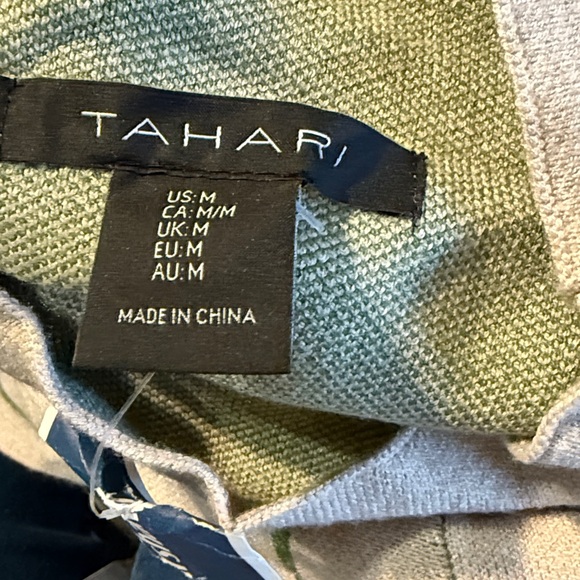 TAHARI
US: M
CA: M/M
UK: M
EU: M
AU: M
MADE IN CHINA